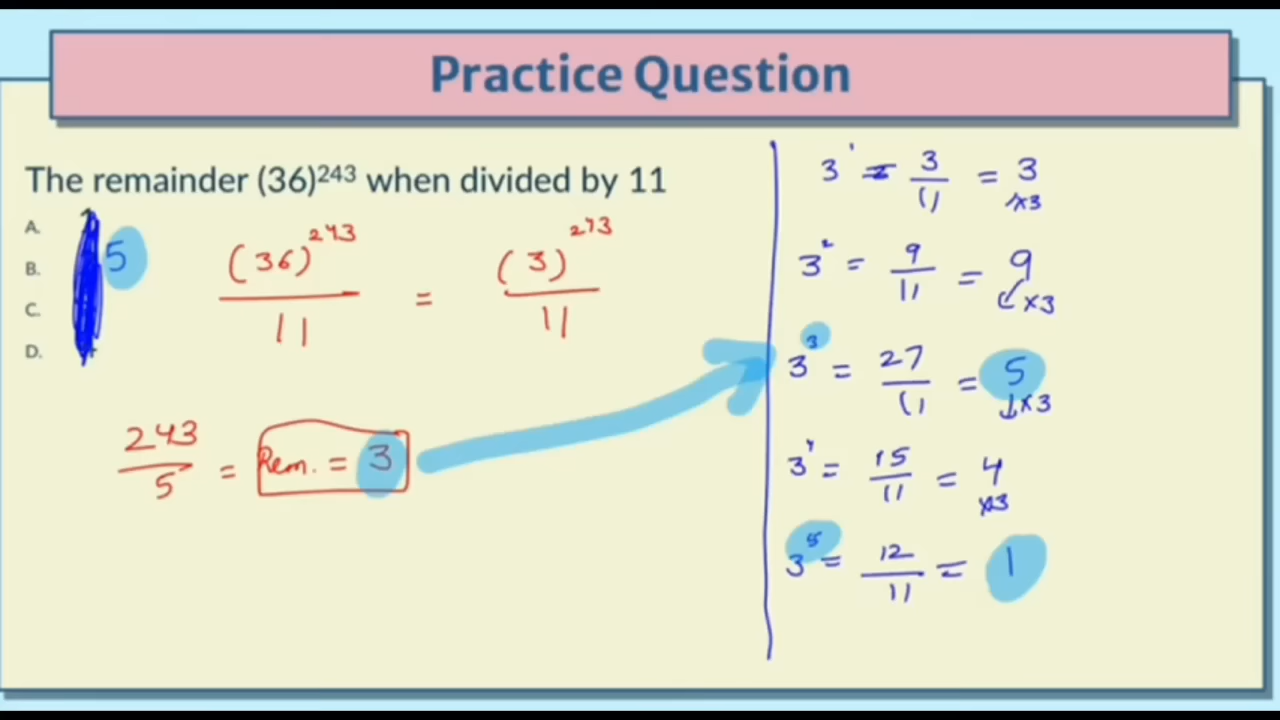 Practice Question
The remainder (36)²⁴³ when divided by 11
A.
B. 5
C.
D.
(36)²⁴³ / 11 = (3)²⁴³ / 11
243 / 5 = Rem. = 3
3¹ = 3 / 11 = 3
×3
3² = 9 / 11 = 9
×3
3³ = 27 / 11 = 5
×3
3⁴ = 15 / 11 = 4
×3
3⁵ = 12 / 11 = 1